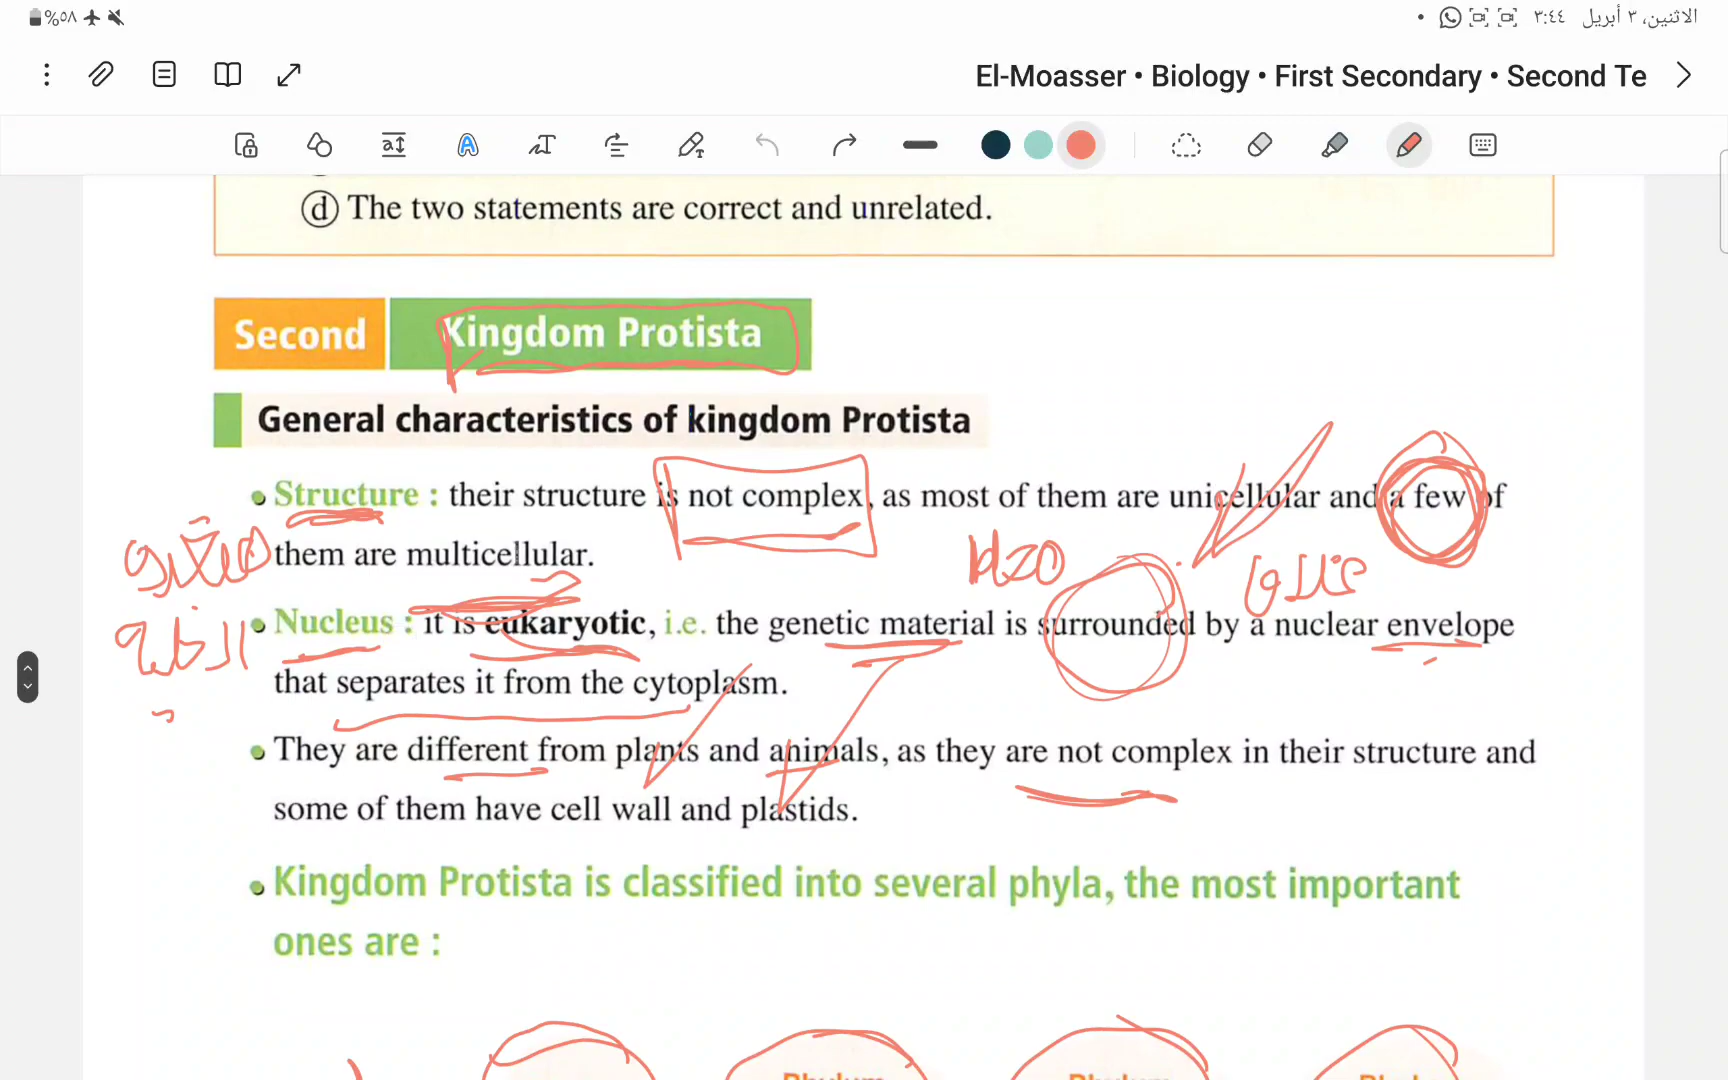 %٥٨
الاثنين، ٣ أبريل ٣:٤٤
El-Moasser • Biology • First Secondary • Second Te
(d) The two statements are correct and unrelated.
Second Kingdom Protista
General characteristics of kingdom Protista
• Structure : their structure is not complex, as most of them are unicellular and a few of
them are multicellular.
• Nucleus : it is eukaryotic, i.e. the genetic material is surrounded by a nuclear envelope
that separates it from the cytoplasm.
• They are different from plants and animals, as they are not complex in their structure and
some of them have cell wall and plastids.
• Kingdom Protista is classified into several phyla, the most important
ones are :